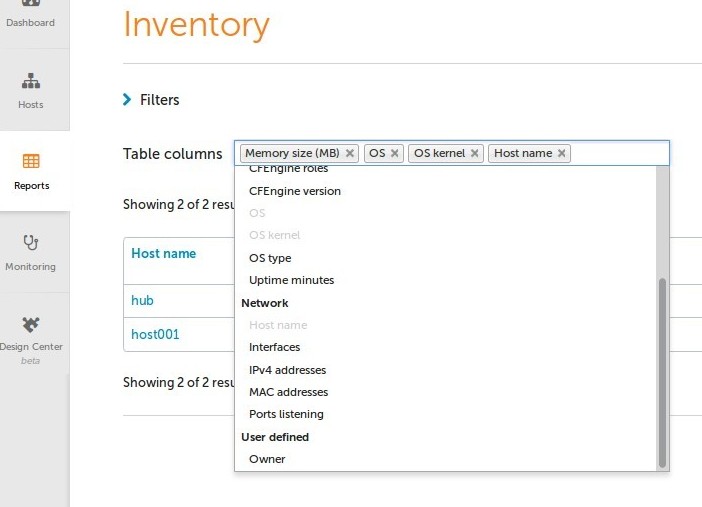 Inventory
Dashboard
Hosts
Reports
Monitoring
Design Center
beta
Filters
Table columns
Memory size (MB) OS OS kernel Host name
CFEngine roles
CFEngine version
OS
OS kernel
OS type
Uptime minutes
Network
Host name
Interfaces
IPv4 addresses
MAC addresses
Ports listening
User defined
Owner
Showing 2 of 2 resu
Host name
hub
host001
Showing 2 of 2 resu